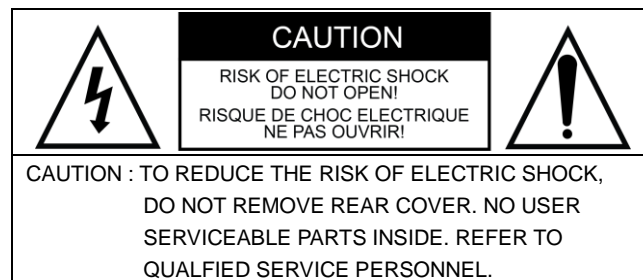 CAUTION
RISK OF ELECTRIC SHOCK
DO NOT OPEN!
RISQUE DE CHOC ELECTRIQUE
NE PAS OUVRIR!
CAUTION : TO REDUCE THE RISK OF ELECTRIC SHOCK,
DO NOT REMOVE REAR COVER. NO USER
SERVICEABLE PARTS INSIDE. REFER TO
QUALFIED SERVICE PERSONNEL.